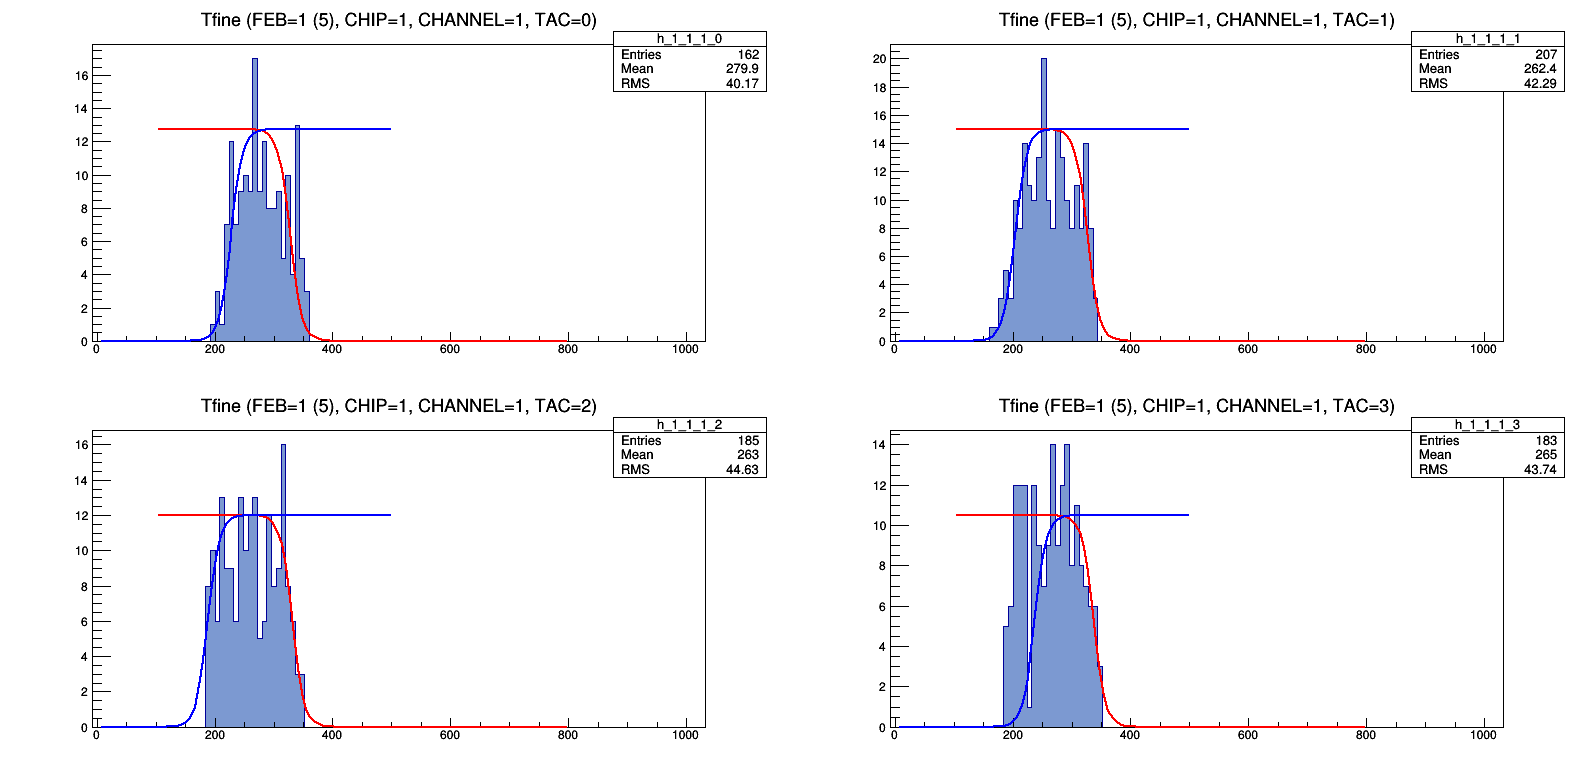 Tfine (FEB=1 (5), CHIP=1, CHANNEL=1, TAC=0)
h_1_1_1_0
Entries 162
Mean 279.9
RMS 40.17
16
14
12
10
8
6
4
2
0
0 200 400 600 800 1000
Tfine (FEB=1 (5), CHIP=1, CHANNEL=1, TAC=1)
h_1_1_1_1
Entries 207
Mean 262.4
RMS 42.29
20
18
16
14
12
10
8
6
4
2
0
0 200 400 600 800 1000
Tfine (FEB=1 (5), CHIP=1, CHANNEL=1, TAC=2)
h_1_1_1_2
Entries 185
Mean 263
RMS 44.63
16
14
12
10
8
6
4
2
0
0 200 400 600 800 1000
Tfine (FEB=1 (5), CHIP=1, CHANNEL=1, TAC=3)
h_1_1_1_3
Entries 183
Mean 265
RMS 43.74
14
12
10
8
6
4
2
0
0 200 400 600 800 1000